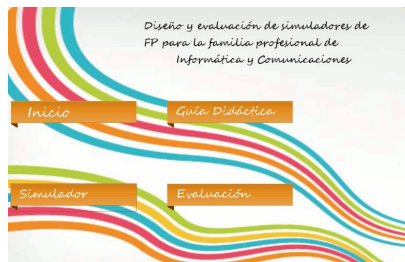 Diseño y evaluación de simuladores de
FP para la familia profesional de
Informática y Comunicaciones
Inicio
Guía Didáctica
Simulador
Evaluación